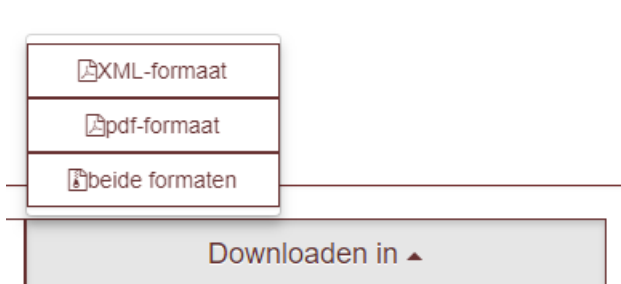 XML-formaat
pdf-formaat
beide formaten
Downloaden in